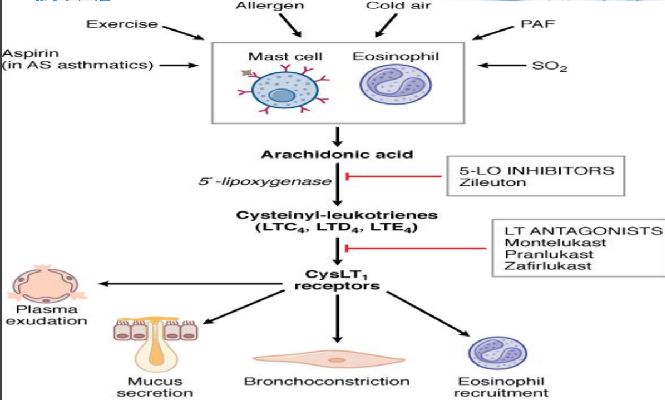 Allergen
Cold air
Exercise
PAF
Aspirin
(in AS asthmatics)
Mast cell
Eosinophil
SO₂
Arachidonic acid
5´-lipoxygenase
5-LO INHIBITORS
Zileuton
Cysteinyl-leukotrienes
(LTC₄, LTD₄, LTE₄)
LT ANTAGONISTS
Montelukast
Pranlukast
Zafirlukast
CysLT₁
receptors
Plasma
exudation
Mucus
secretion
Bronchoconstriction
Eosinophil
recruitment